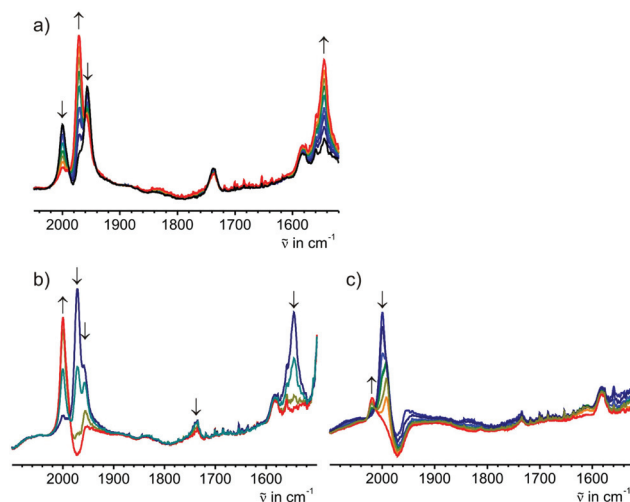 a)
2000 1900 1800 1700 1600
ṽ in cm⁻¹
b) c)
2000 1900 1800 1700 1600 2000 1900 1800 1700 1600
ṽ in cm⁻¹ ṽ in cm⁻¹